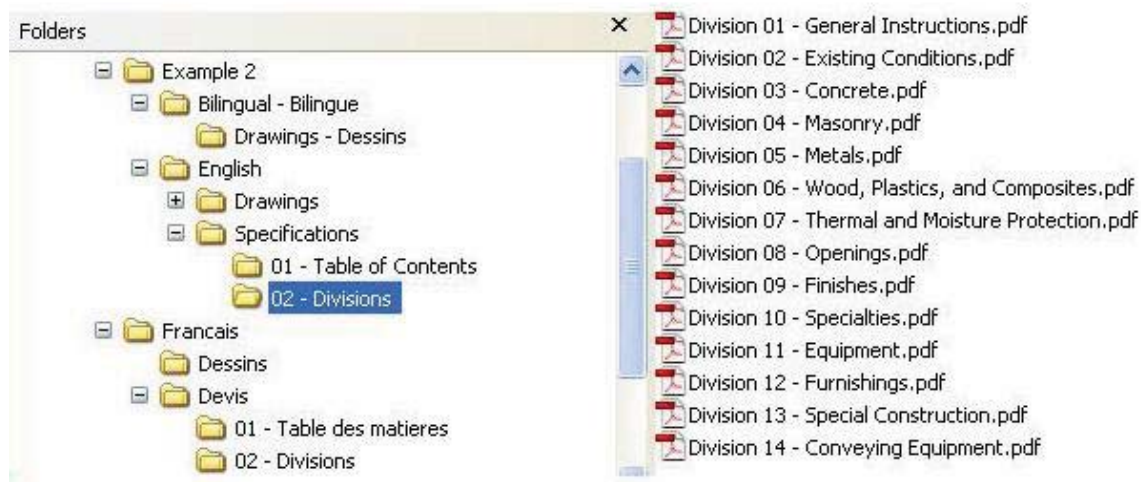 Folders
Example 2
Bilingual - Bilingue
Drawings - Dessins
English
Drawings
Specifications
01 - Table of Contents
02 - Divisions
Francais
Dessins
Devis
01 - Table des matieres
02 - Divisions
Division 01 - General Instructions.pdf
Division 02 - Existing Conditions.pdf
Division 03 - Concrete.pdf
Division 04 - Masonry.pdf
Division 05 - Metals.pdf
Division 06 - Wood, Plastics, and Composites.pdf
Division 07 - Thermal and Moisture Protection.pdf
Division 08 - Openings.pdf
Division 09 - Finishes.pdf
Division 10 - Specialties.pdf
Division 11 - Equipment.pdf
Division 12 - Furnishings.pdf
Division 13 - Special Construction.pdf
Division 14 - Conveying Equipment.pdf